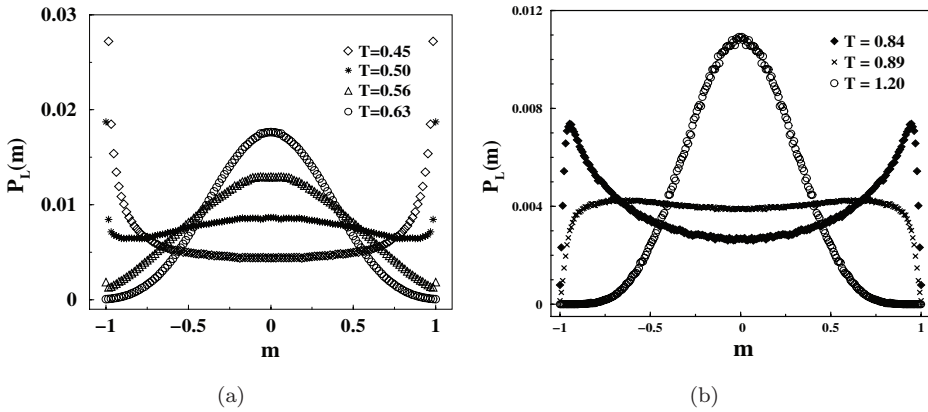 0.03
0.02
0.01
0
P_L(m)
T=0.45
T=0.50
T=0.56
T=0.63
−1 −0.5 0 0.5 1
m
(a)
0.012
0.008
0.004
0.000
P_L(m)
T = 0.84
T = 0.89
T = 1.20
−1 −0.5 0 0.5 1
m
(b)